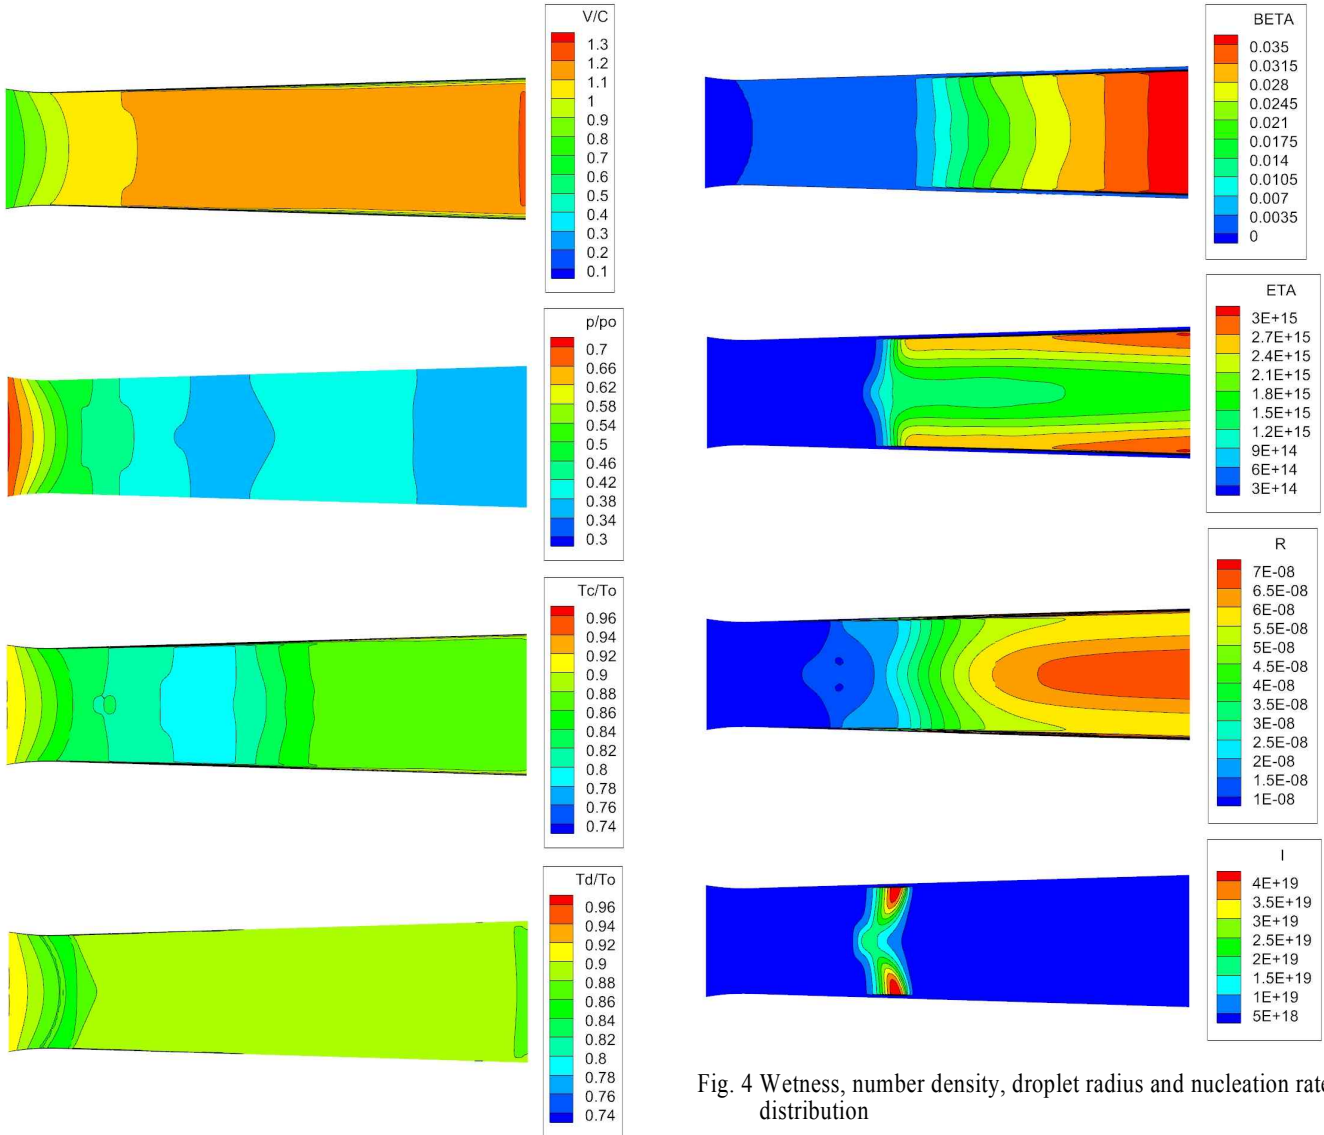 V/C
1.3
1.2
1.1
1
0.9
0.8
0.7
0.6
0.5
0.4
0.3
0.2
0.1
p/po
0.7
0.66
0.62
0.58
0.54
0.5
0.46
0.42
0.38
0.34
0.3
Tc/To
0.96
0.94
0.92
0.9
0.88
0.86
0.84
0.82
0.8
0.78
0.76
0.74
Td/To
0.96
0.94
0.92
0.9
0.88
0.86
0.84
0.82
0.8
0.78
0.76
0.74
BETA
0.035
0.0315
0.028
0.0245
0.021
0.0175
0.014
0.0105
0.007
0.0035
0
ETA
3E+15
2.7E+15
2.4E+15
2.1E+15
1.8E+15
1.5E+15
1.2E+15
9E+14
6E+14
3E+14
R
7E-08
6.5E-08
6E-08
5.5E-08
5E-08
4.5E-08
4E-08
3.5E-08
3E-08
2.5E-08
2E-08
1.5E-08
1E-08
I
4E+19
3.5E+19
3E+19
2.5E+19
2E+19
1.5E+19
1E+19
5E+18
Fig. 4 Wetness, number density, droplet radius and nucleation rate
distribution